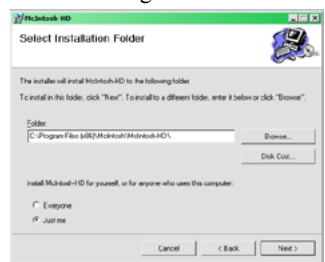 McIntosh HD
Select Installation Folder
The installer will install McIntosh-HD to the following folder.
To install in this folder, click "Next". To install to a different folder, enter it below or click "Browse".
Folder:
C:\Program Files (x86)\McIntosh\McIntosh-HD\
Browse...
Disk Cost...
Install McIntosh-HD for yourself, or for anyone who uses this computer:
Everyone
Just me
Cancel
< Back
Next >